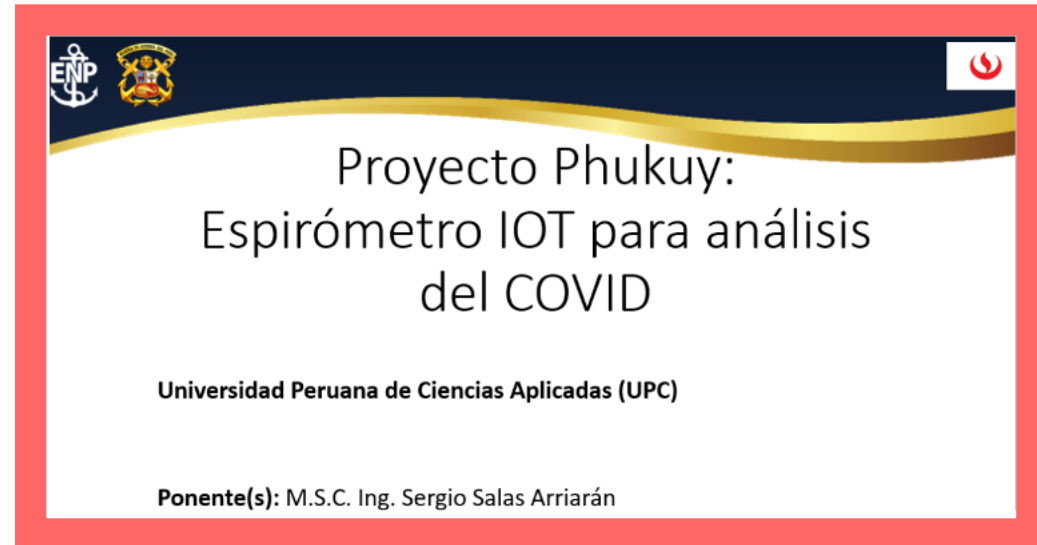 ENP
Proyecto Phukuy:
Espirómetro IOT para análisis
del COVID
Universidad Peruana de Ciencias Aplicadas (UPC)
Ponente(s): M.S.C. Ing. Sergio Salas Arriarán